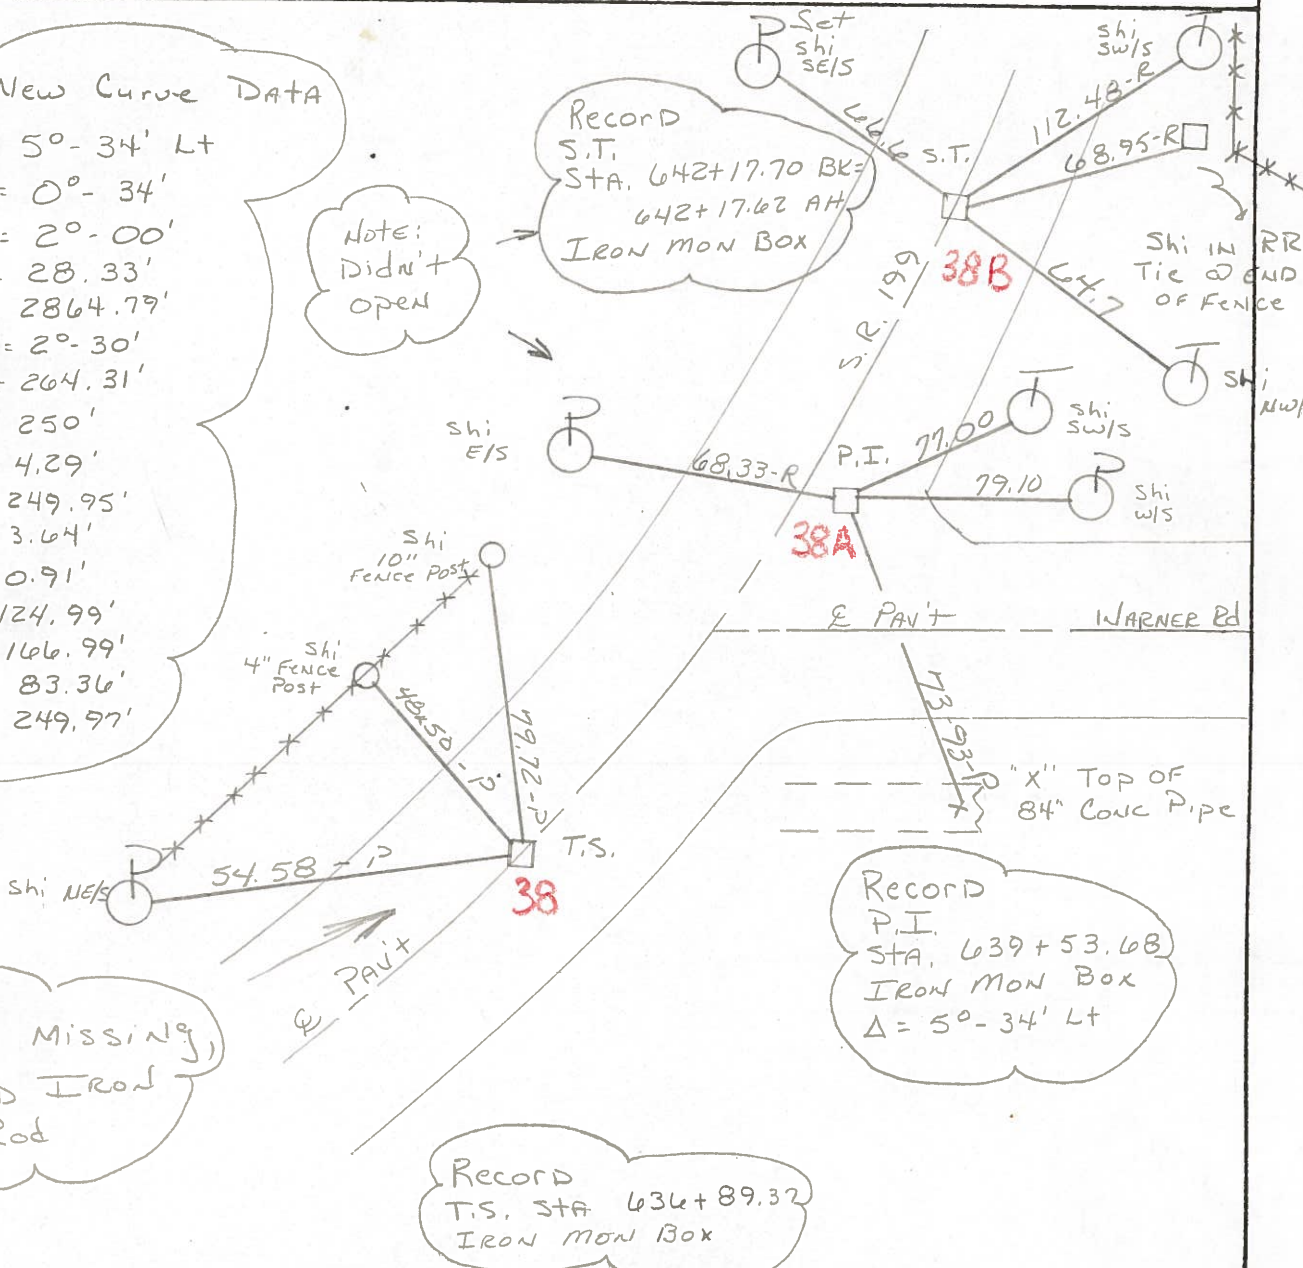 New Curve Data
5°-34' Lt
= 0°-34'
= 2°-00'
28.33'
2864.79'
= 2°-30'
264.31'
250'
4.29'
249.95'
3.64'
0.91'
124.99'
166.99'
83.36'
249.97'
Note:
Didn't
open
Record
S.T.
Sta. 642+17.70 BK=
642+17.62 AH
Iron Mon Box
Set
Shi
SE/S
66.6
S.T.
Shi
SW/S
112.48-R
68.95-R
38B
64.7
Shi in RR
Tie @ END
OF Fence
Shi
NW/
S.R. 199
Shi
E/S
68.33-R
P.I.
77.00
Shi
SW/S
79.10
Shi
W/S
38A
Shi
10"
Fence Post
Shi
4" Fence
Post
48.50-P
79.72-P
℄ Pav't
Warner Rd
73.93-P
"X" Top of
84" Conc Pipe
Shi NE/S
54.58-P
T.S.
38
℄ Pav't
Record
P.I.
Sta. 639+53.68
Iron Mon Box
Δ= 5°-34' Lt
Missing,
Iron
Rod
Record
T.S. Sta 636+89.37
Iron Mon Box